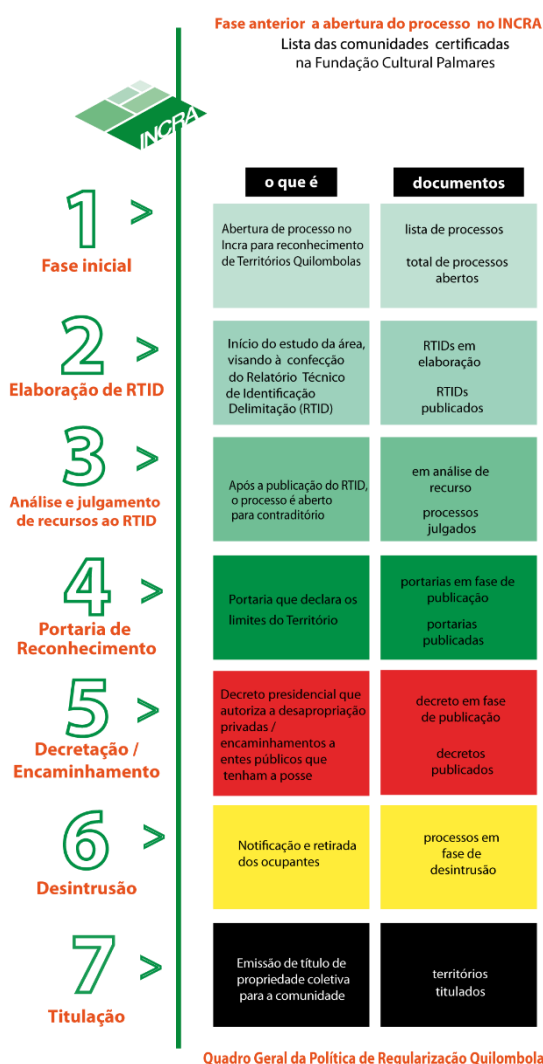 Fase anterior a abertura do processo no INCRA
Lista das comunidades certificadas
na Fundação Cultural Palmares
INCRA
o que é
documentos
1 >
Fase inicial
Abertura de processo no
Incra para reconhecimento
de Territórios Quilombolas
lista de processos
total de processos
abertos
2 >
Elaboração de RTID
Início do estudo da área,
visando à confecção
do Relatório Técnico
de Identificação
Delimitação (RTID)
RTIDs em
elaboração
RTIDs
publicados
3 >
Análise e julgamento
de recursos ao RTID
Após a publicação do RTID,
o processo é aberto
para contraditório
em análise de
recurso
processos
julgados
4 >
Portaria de
Reconhecimento
Portaria que declara os
limites do Território
portarias em fase de
publicação
portarias
publicadas
5 >
Decretação /
Encaminhamento
Decreto presidencial que
autoriza a desapropriação
privadas /
encaminhamentos a
entes públicos que
tenham a posse
decreto em fase
de publicação
decretos
publicados
6 >
Desintrusão
Notificação e retirada
dos ocupantes
processos em
fase de
desintrusão
7 >
Titulação
Emissão de título de
propriedade coletiva
para a comunidade
territórios
titulados
Quadro Geral da Política de Regularização Quilombola